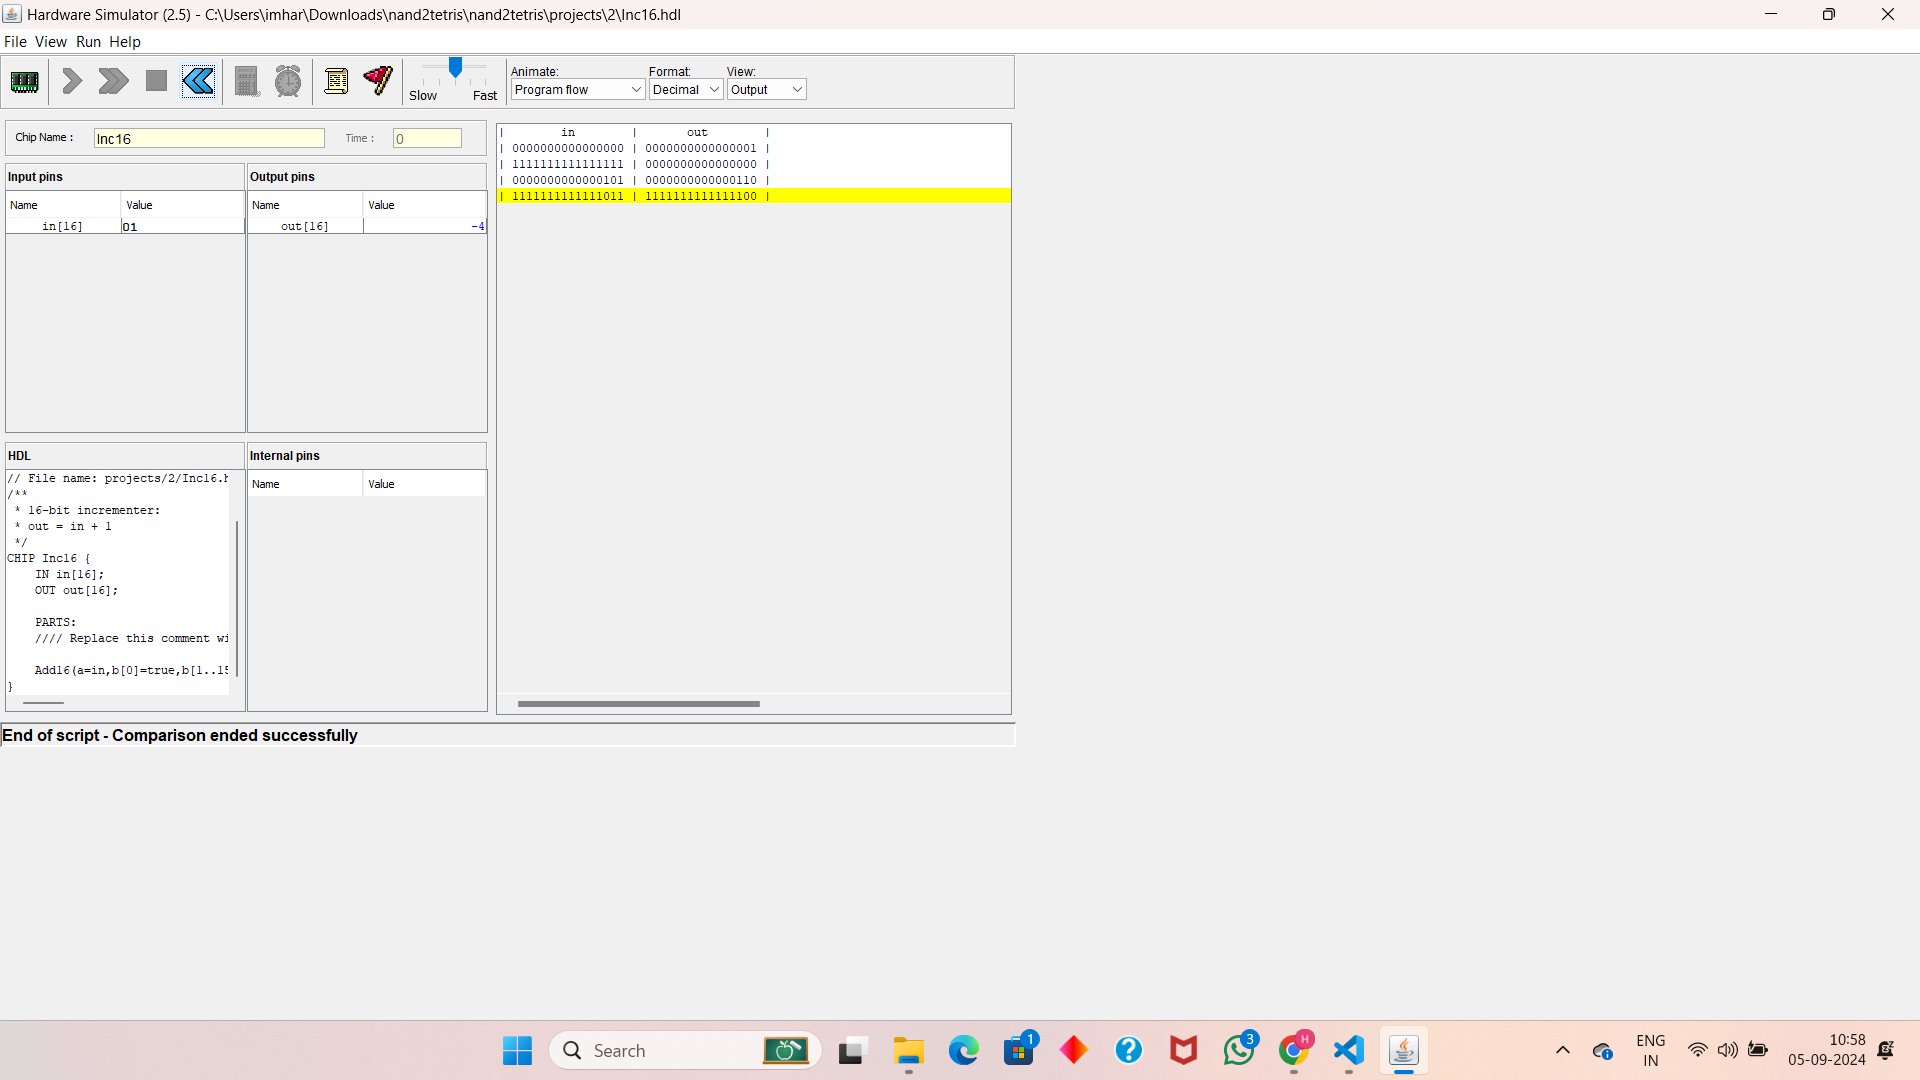 Hardware Simulator (2.5) - C:\Users\imhar\Downloads\nand2tetris\nand2tetris\projects\2\Inc16.hdl
File View Run Help
Slow Fast
Animate: Format: View:
Program flow Decimal Output
Chip Name : Inc16 Time : 0
Input pins
Name Value
in[16] 01
Output pins
Name Value
out[16] -4
| in | out |
| 0000000000000000 | 0000000000000001 |
| 1111111111111111 | 0000000000000000 |
| 0000000000000101 | 0000000000000110 |
| 1111111111111011 | 1111111111111100 |
HDL
// File name: projects/2/Inc16.h
/**
* 16-bit incrementer:
* out = in + 1
*/
CHIP Inc16 {
IN in[16];
OUT out[16];
PARTS:
//// Replace this comment wi
Add16(a=in,b[0]=true,b[1..15
}
Internal pins
Name Value
End of script - Comparison ended successfully
Search
1
3
H
ENG
IN
10:58
05-09-2024